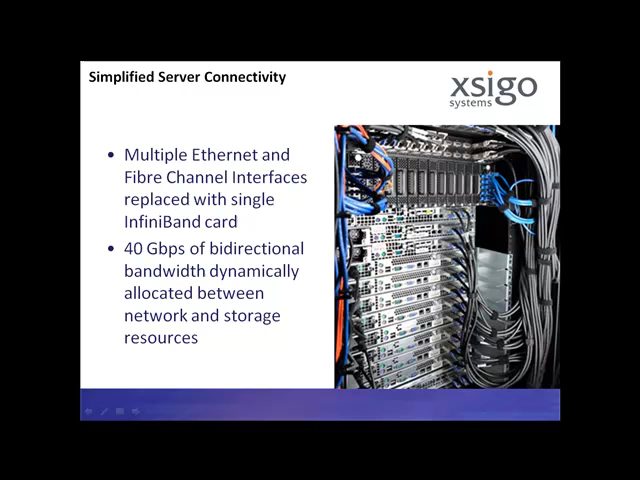 Simplified Server Connectivity
xsigo
systems
• Multiple Ethernet and
Fibre Channel Interfaces
replaced with single
InfiniBand card
• 40 Gbps of bidirectional
bandwidth dynamically
allocated between
network and storage
resources